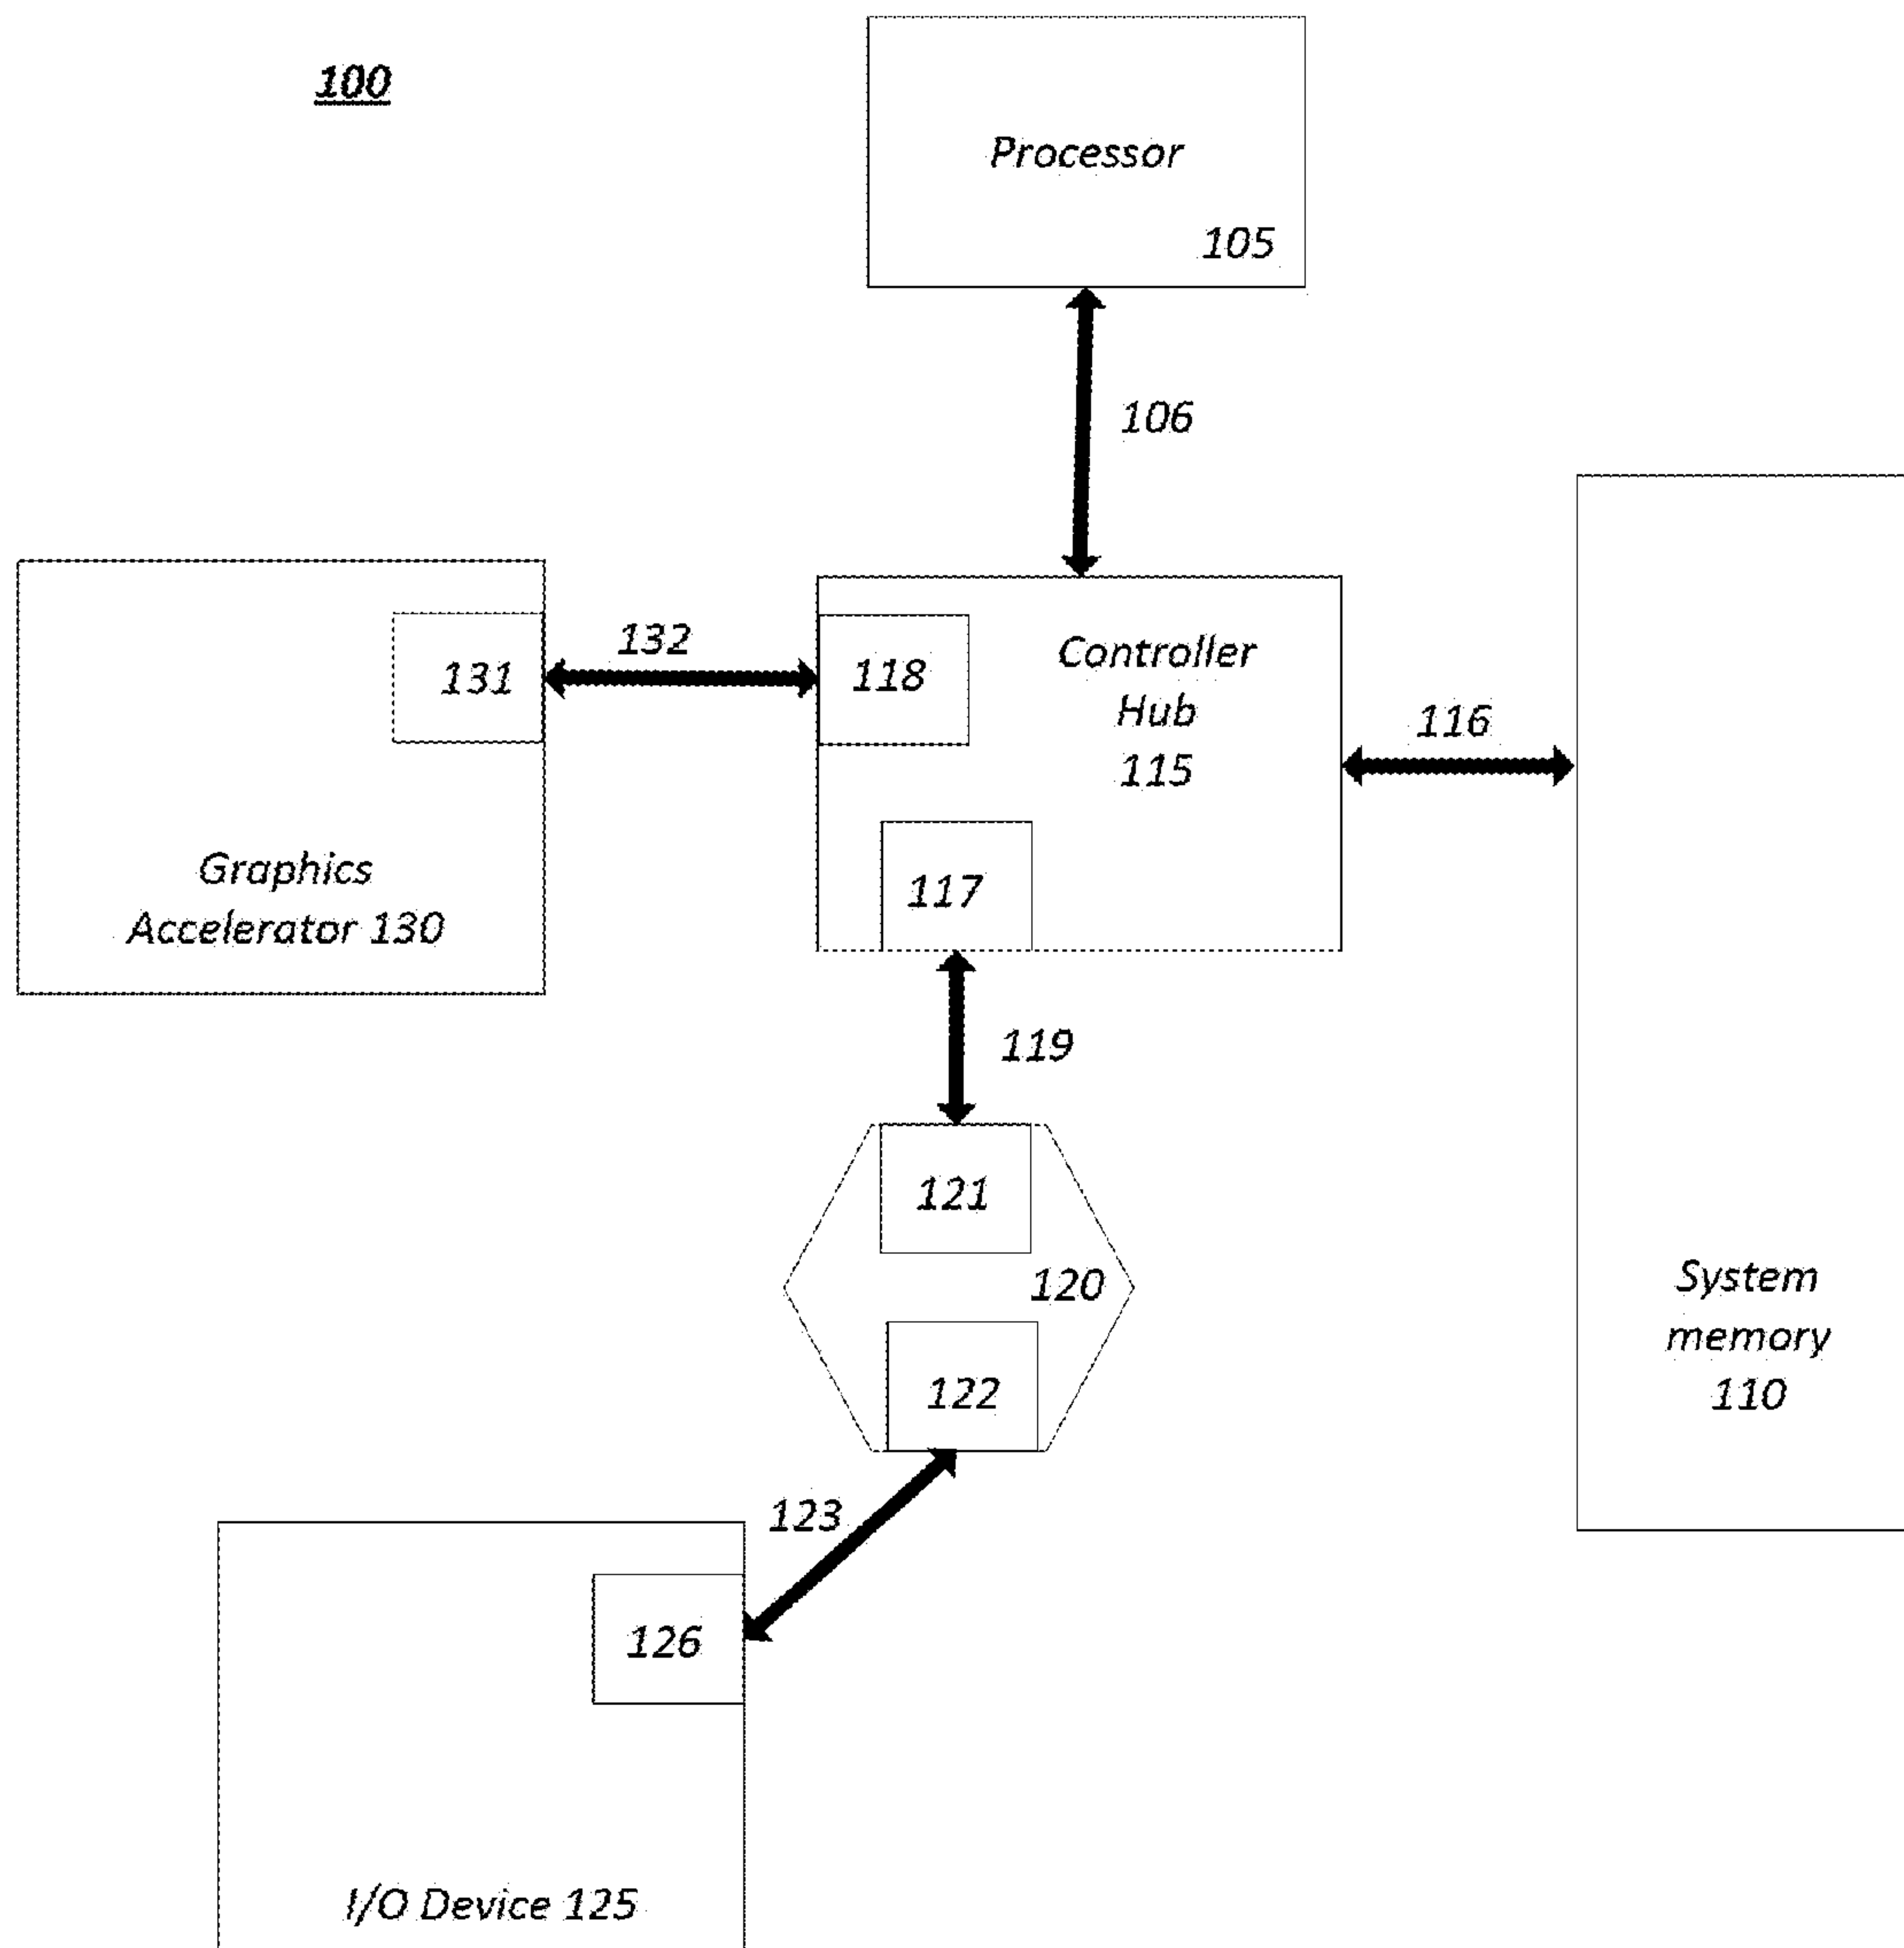 100
Processor
105
106
132
131
118
Controller
Hub
115
116
Graphics
Accelerator 130
117
119
121
120
122
System
memory
110
123
126
I/O Device 125